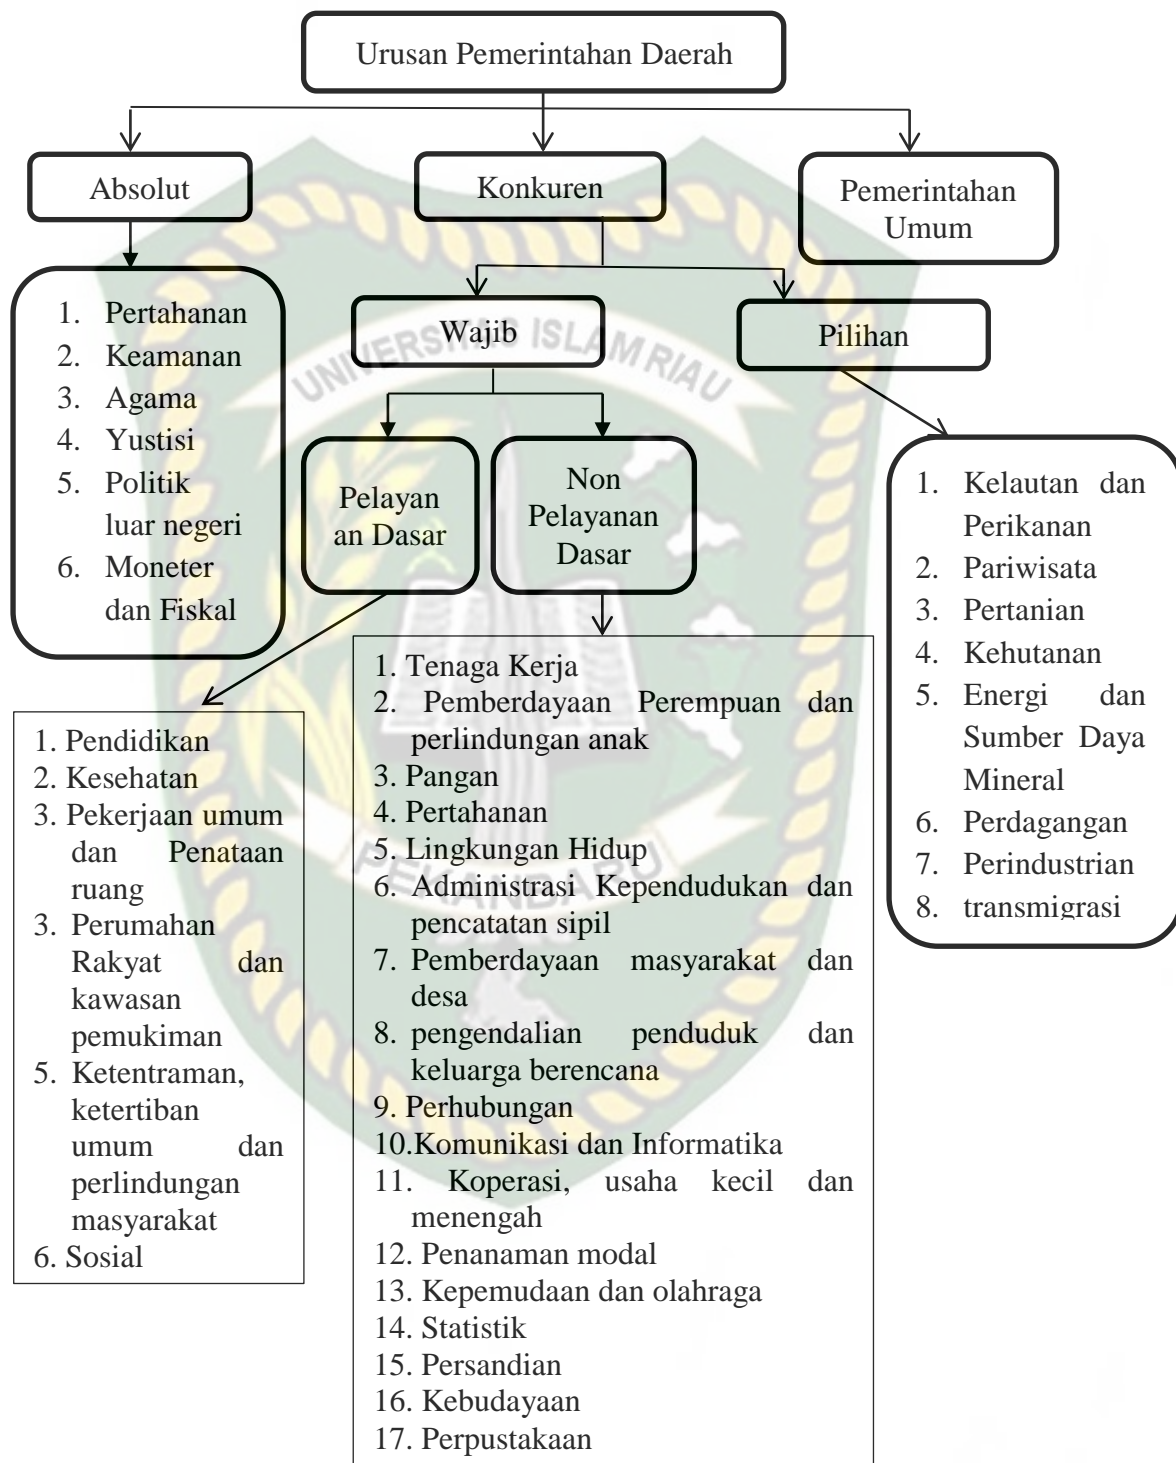 Urusan Pemerintahan Daerah
Absolut
Konkuren
Pemerintahan
Umum
1. Pertahanan
2. Keamanan
3. Agama
4. Yustisi
5. Politik
luar negeri
6. Moneter
dan Fiskal
Wajib
Pilihan
UNIVERSITAS ISLAM RIAU
Pelayan
an Dasar
Non
Pelayanan
Dasar
1. Kelautan dan
Perikanan
2. Pariwisata
3. Pertanian
4. Kehutanan
5. Energi dan
Sumber Daya
Mineral
6. Perdagangan
7. Perindustrian
8. transmigrasi
1. Pendidikan
2. Kesehatan
3. Pekerjaan umum
dan Penataan
ruang
3. Perumahan
Rakyat dan
kawasan
pemukiman
5. Ketentraman,
ketertiban
umum dan
perlindungan
masyarakat
6. Sosial
1. Tenaga Kerja
2. Pemberdayaan Perempuan dan
perlindungan anak
3. Pangan
4. Pertahanan
5. Lingkungan Hidup
6. Administrasi Kependudukan dan
pencatatan sipil
7. Pemberdayaan masyarakat dan
desa
8. pengendalian penduduk dan
keluarga berencana
9. Perhubungan
10.Komunikasi dan Informatika
11. Koperasi, usaha kecil dan
menengah
12. Penanaman modal
13. Kepemudaan dan olahraga
14. Statistik
15. Persandian
16. Kebudayaan
17. Perpustakaan
PEKANBARU